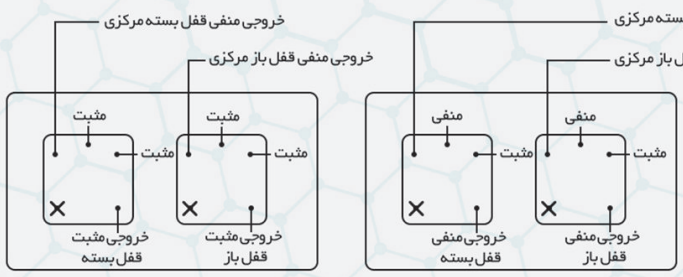 خروجی منفی قفل بسته مرکزی
خروجی منفی قفل باز مرکزی
مثبت
مثبت
مثبت
مثبت
خروجی مثبت
قفل بسته
خروجی مثبت
قفل باز
بسته مرکزی
باز مرکزی
منفی
منفی
مثبت
مثبت
خروجی منفی
قفل بسته
خروجی منفی
قفل باز